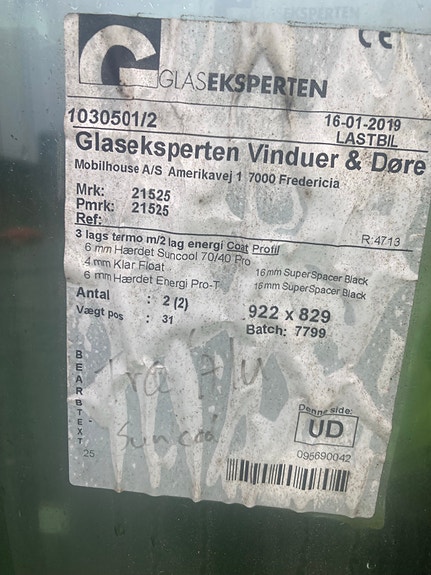 G
GLASEKSPERTEN
CE
1030501/2 16-01-2019
LASTBIL
Glaseksperten Vinduer & Døre
Mobilhouse A/S Amerikavej 1 7000 Fredericia
Mrk: 21525
Pmrk: 21525
Ref:
R:4713
3 lags termo m/2 lag energi Coat Profil
6 mm Hærdet Suncool 70/40 Pro 16 mm SuperSpacer Black
4 mm Klar Float
6 mm Hærdet Energi Pro-T 16 mm SuperSpacer Black
Antal : 2 (2) 922 x 829
Vægt pos : 31 Batch: 7799
BEARBTEXT
Træ
Suncool
Denne side:
UD
25
095690042